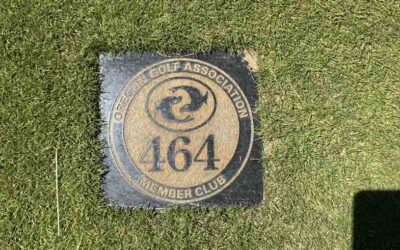 OREGON GOLF ASSOCIATION
464
MEMBER CLUB